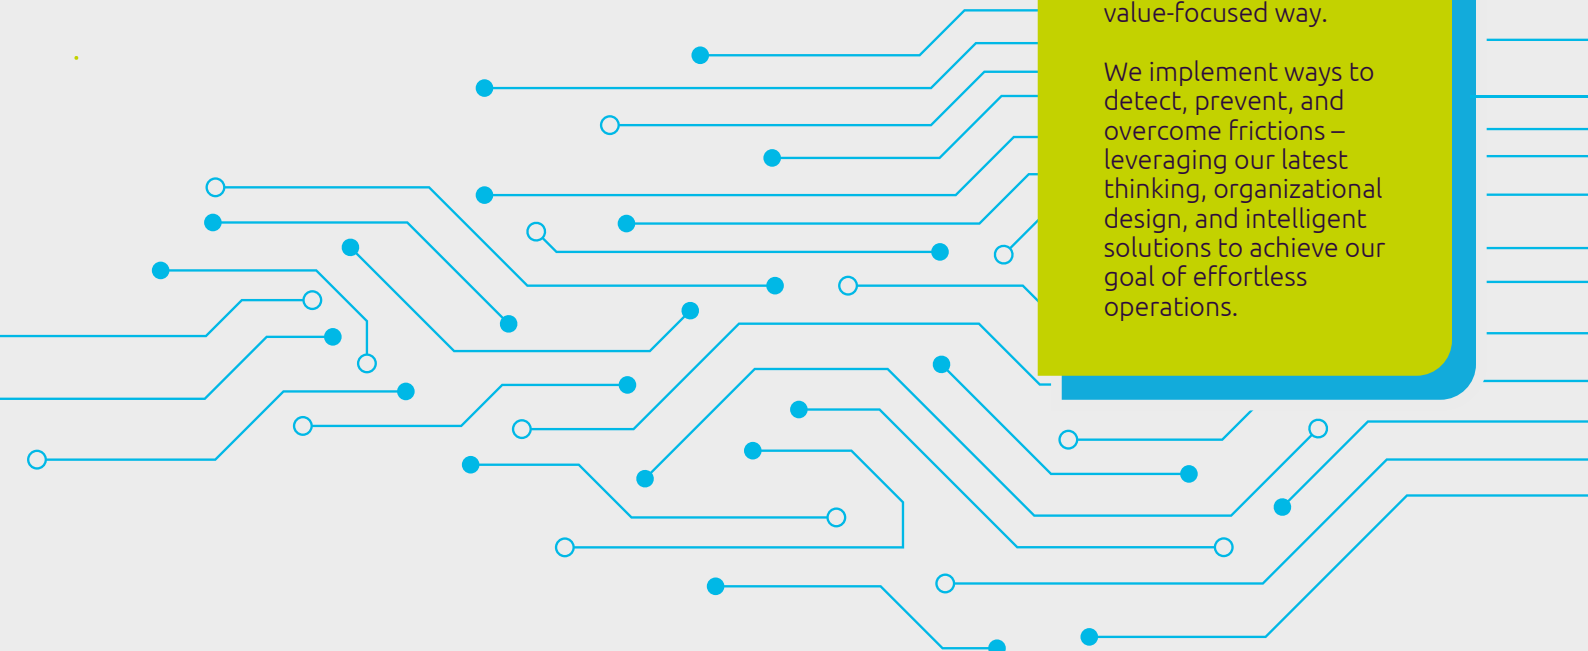 value-focused way.
We implement ways to
detect, prevent, and
overcome frictions –
leveraging our latest
thinking, organizational
design, and intelligent
solutions to achieve our
goal of effortless
operations.